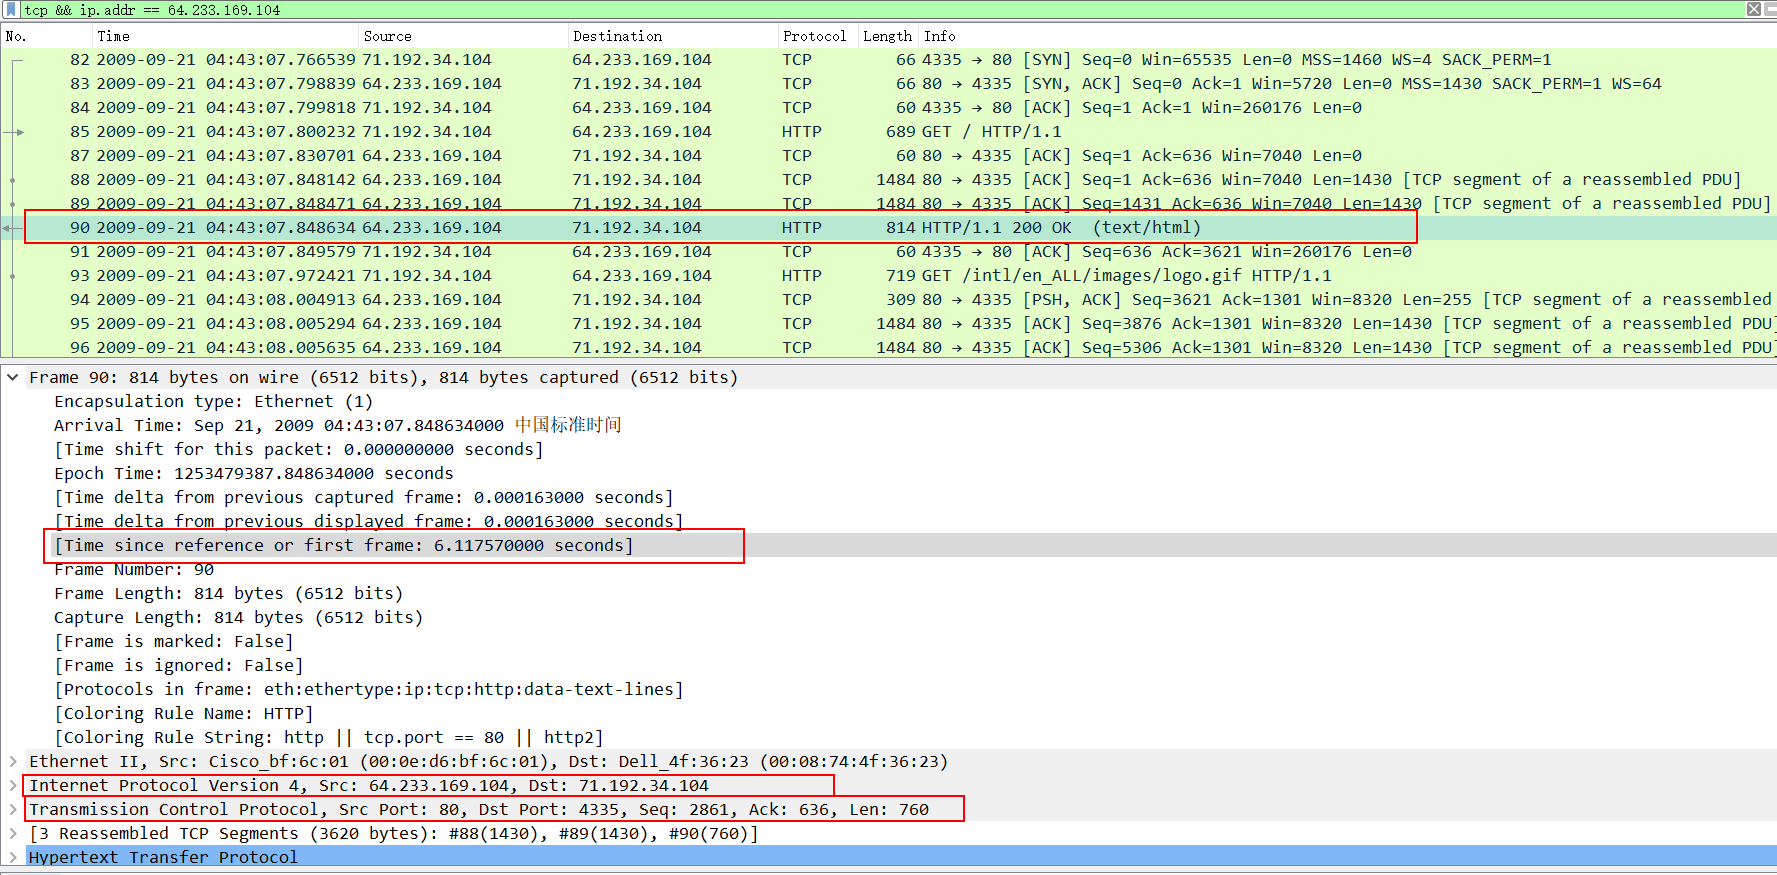 tcp && ip.addr == 64.233.169.104
No. Time Source Destination Protocol Length Info
82 2009-09-21 04:43:07.766539 71.192.34.104 64.233.169.104 TCP 66 4335 → 80 [SYN] Seq=0 Win=65535 Len=0 MSS=1460 WS=4 SACK_PERM=1
83 2009-09-21 04:43:07.798839 64.233.169.104 71.192.34.104 TCP 66 80 → 4335 [SYN, ACK] Seq=0 Ack=1 Win=5720 Len=0 MSS=1430 SACK_PERM=1 WS=64
84 2009-09-21 04:43:07.799818 71.192.34.104 64.233.169.104 TCP 60 4335 → 80 [ACK] Seq=1 Ack=1 Win=260176 Len=0
85 2009-09-21 04:43:07.800232 71.192.34.104 64.233.169.104 HTTP 689 GET / HTTP/1.1
87 2009-09-21 04:43:07.830701 64.233.169.104 71.192.34.104 TCP 60 80 → 4335 [ACK] Seq=1 Ack=636 Win=7040 Len=0
88 2009-09-21 04:43:07.848142 64.233.169.104 71.192.34.104 TCP 1484 80 → 4335 [ACK] Seq=1 Ack=636 Win=7040 Len=1430 [TCP segment of a reassembled PDU]
89 2009-09-21 04:43:07.848471 64.233.169.104 71.192.34.104 TCP 1484 80 → 4335 [ACK] Seq=1431 Ack=636 Win=7040 Len=1430 [TCP segment of a reassembled PDU]
90 2009-09-21 04:43:07.848634 64.233.169.104 71.192.34.104 HTTP 814 HTTP/1.1 200 OK (text/html)
91 2009-09-21 04:43:07.849579 71.192.34.104 64.233.169.104 TCP 60 4335 → 80 [ACK] Seq=636 Ack=3621 Win=260176 Len=0
93 2009-09-21 04:43:07.972421 71.192.34.104 64.233.169.104 HTTP 719 GET /intl/en_ALL/images/logo.gif HTTP/1.1
94 2009-09-21 04:43:08.004913 64.233.169.104 71.192.34.104 TCP 309 80 → 4335 [PSH, ACK] Seq=3621 Ack=1301 Win=8320 Len=255 [TCP segment of a reassembled
95 2009-09-21 04:43:08.005294 64.233.169.104 71.192.34.104 TCP 1484 80 → 4335 [ACK] Seq=3876 Ack=1301 Win=8320 Len=1430 [TCP segment of a reassembled PDU]
96 2009-09-21 04:43:08.005635 64.233.169.104 71.192.34.104 TCP 1484 80 → 4335 [ACK] Seq=5306 Ack=1301 Win=8320 Len=1430 [TCP segment of a reassembled PDU]
Frame 90: 814 bytes on wire (6512 bits), 814 bytes captured (6512 bits)
Encapsulation type: Ethernet (1)
Arrival Time: Sep 21, 2009 04:43:07.848634000 中国标准时间
[Time shift for this packet: 0.000000000 seconds]
Epoch Time: 1253479387.848634000 seconds
[Time delta from previous captured frame: 0.000163000 seconds]
[Time delta from previous displayed frame: 0.000163000 seconds]
[Time since reference or first frame: 6.117570000 seconds]
Frame Number: 90
Frame Length: 814 bytes (6512 bits)
Capture Length: 814 bytes (6512 bits)
[Frame is marked: False]
[Frame is ignored: False]
[Protocols in frame: eth:ethertype:ip:tcp:http:data-text-lines]
[Coloring Rule Name: HTTP]
[Coloring Rule String: http || tcp.port == 80 || http2]
Ethernet II, Src: Cisco_bf:6c:01 (00:0e:d6:bf:6c:01), Dst: Dell_4f:36:23 (00:08:74:4f:36:23)
Internet Protocol Version 4, Src: 64.233.169.104, Dst: 71.192.34.104
Transmission Control Protocol, Src Port: 80, Dst Port: 4335, Seq: 2861, Ack: 636, Len: 760
[3 Reassembled TCP Segments (3620 bytes): #88(1430), #89(1430), #90(760)]
Hypertext Transfer Protocol